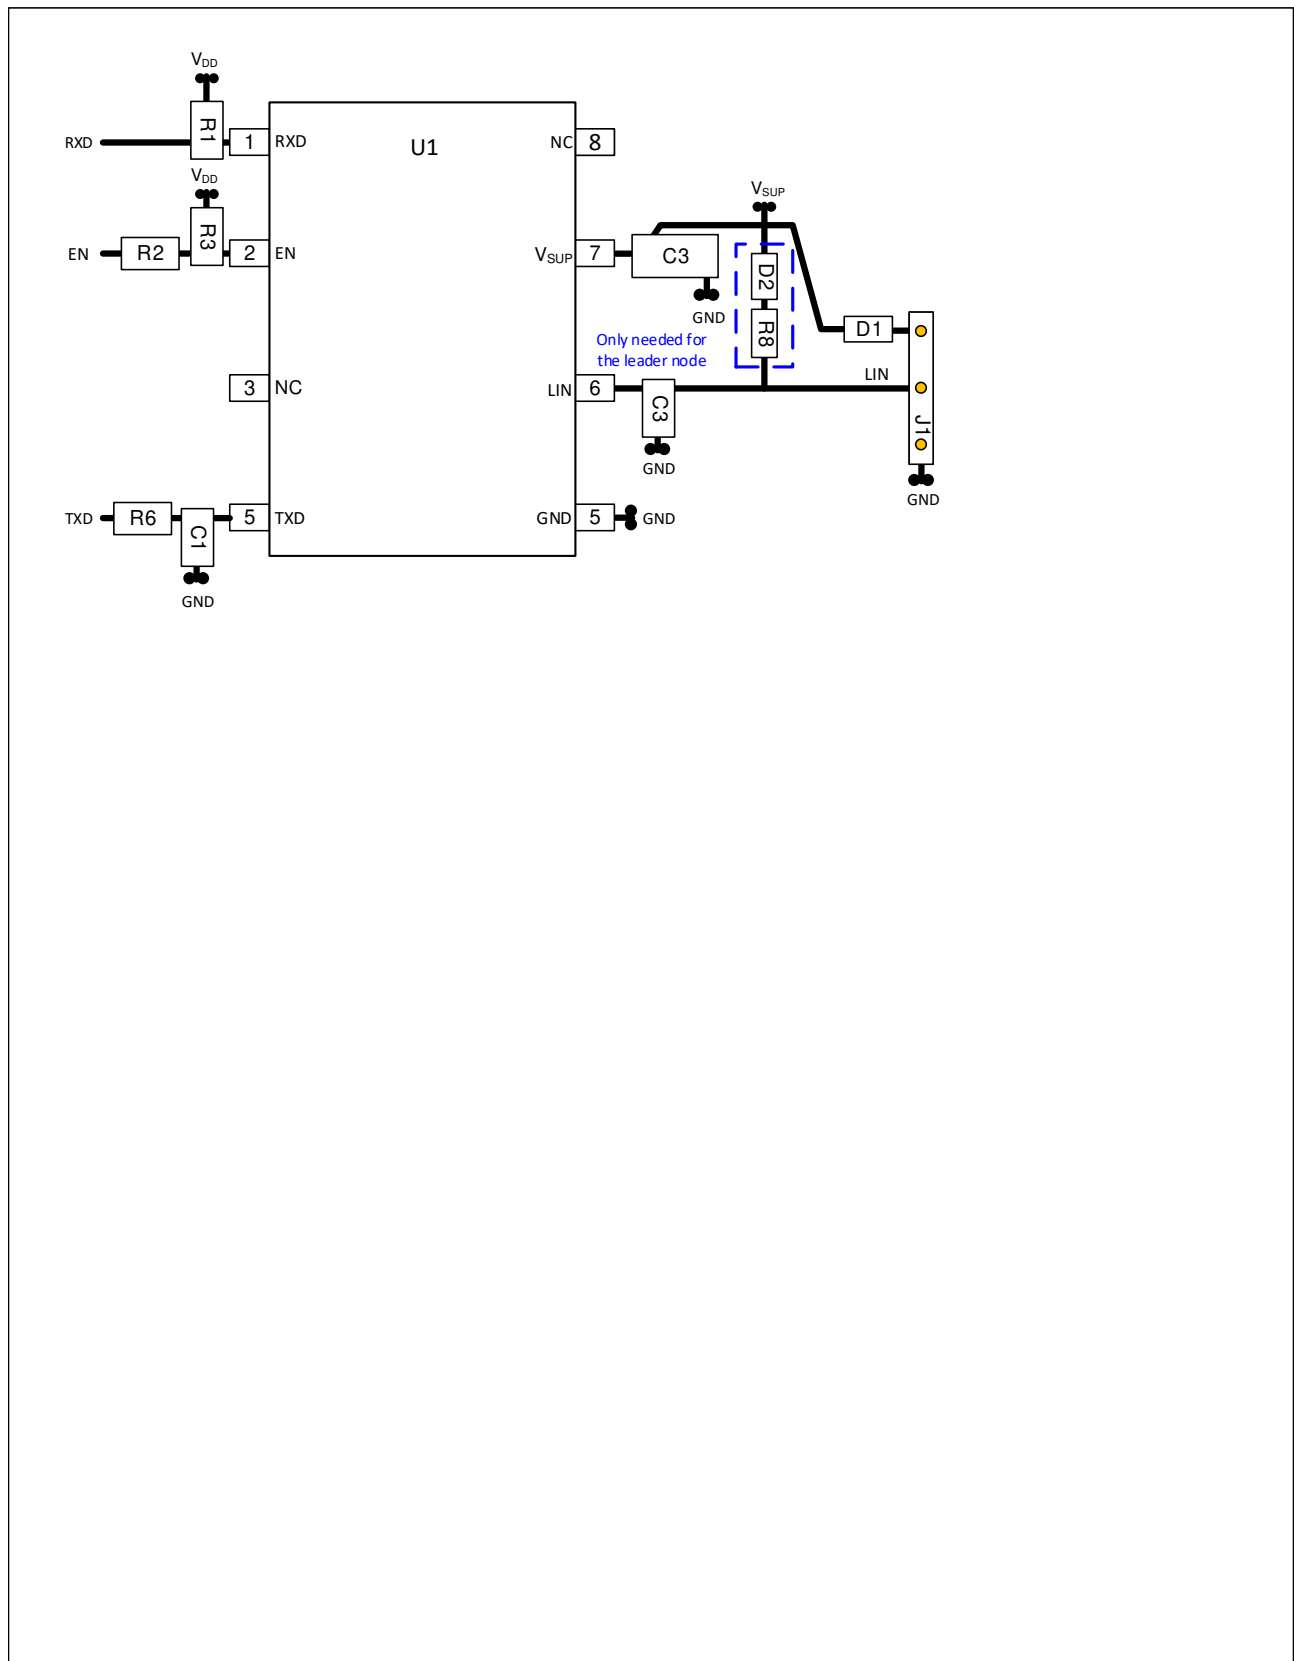 VDD
RXD
R1
1
RXD
U1
NC
8
VDD
R3
EN
R2
2
EN
VSUP
7
C3
GND
VSUP
D2
R8
D1
Only needed for
the leader node
3
NC
LIN
6
C3
GND
LIN
J1
GND
TXD
R6
C1
5
TXD
GND
5
GND
GND